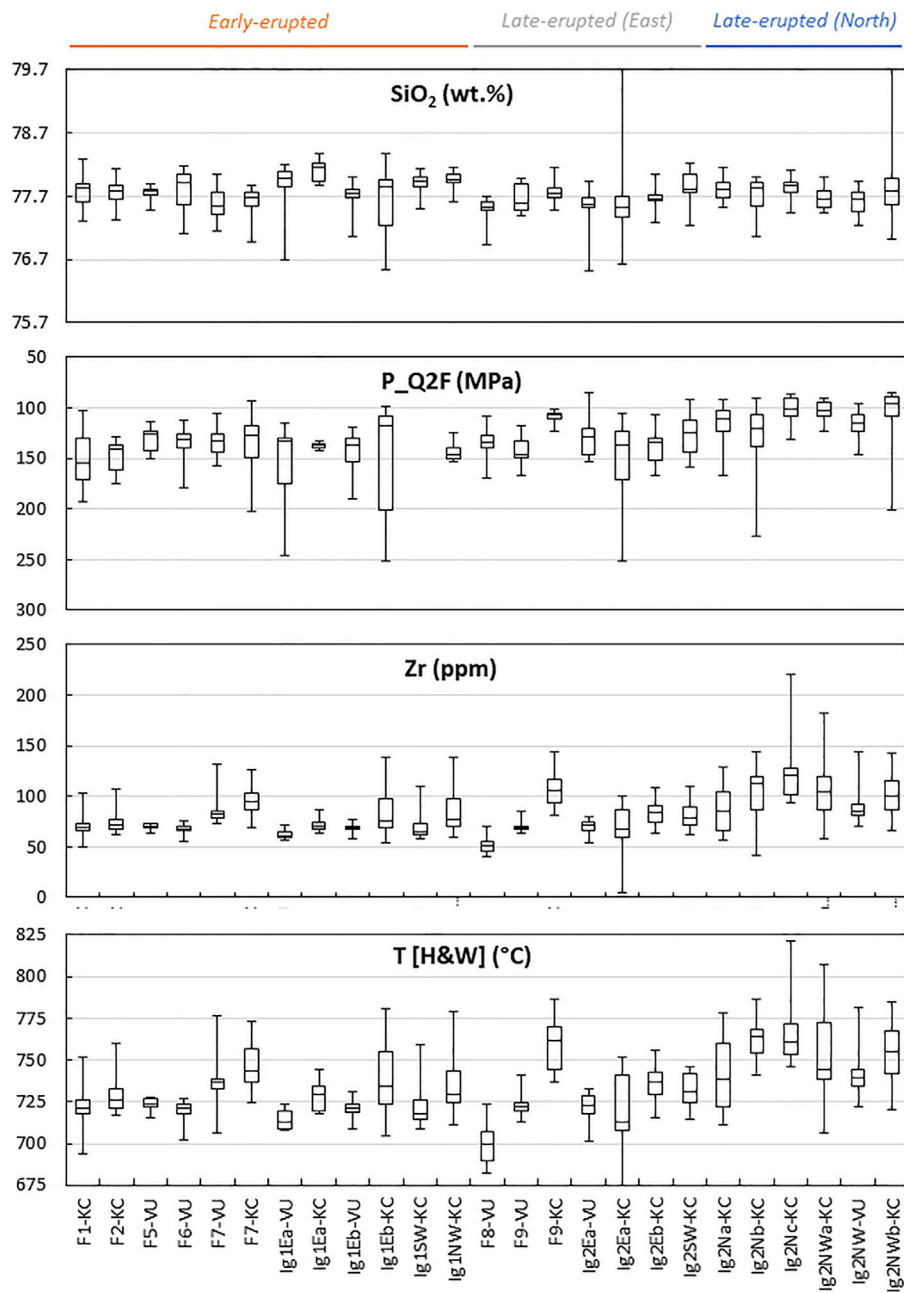 Early-erupted Late-erupted (East) Late-erupted (North)
SiO₂ (wt.%)
79.7
78.7
77.7
76.7
75.7
P_Q2F (MPa)
50
100
150
200
250
300
Zr (ppm)
250
200
150
100
50
0
T [H&W] (°C)
825
800
775
750
725
700
675
F1-KC
F2-KC
F5-VU
F6-VU
F7-VU
F7-KC
Ig1Ea-VU
Ig1Ea-KC
Ig1Eb-VU
Ig1Eb-KC
Ig1SW-KC
Ig1NW-KC
F8-VU
F9-VU
F9-KC
Ig2Ea-VU
Ig2Ea-KC
Ig2Eb-KC
Ig2SW-KC
Ig2Na-KC
Ig2Nb-KC
Ig2Nc-KC
Ig2NWa-KC
Ig2NW-VU
Ig2NWb-KC